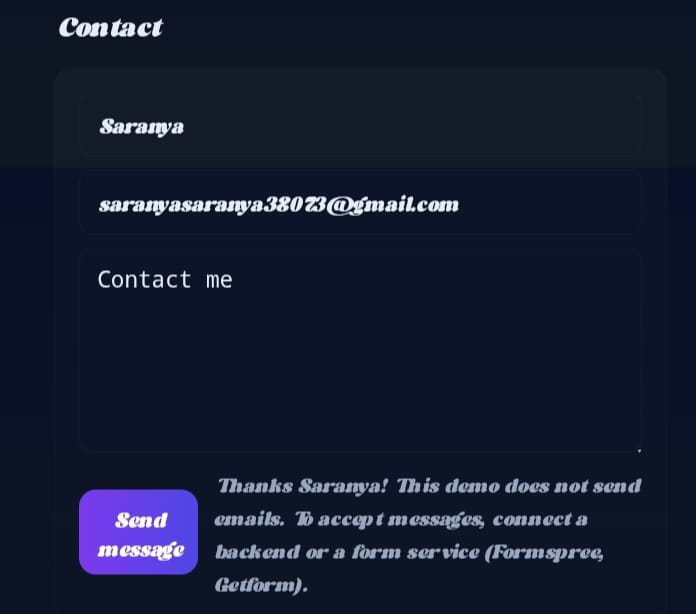 Contact
Saranya
saranyasaranya38073@gmail.com
Contact me
Send
message
Thanks Saranya! This demo does not send
emails. To accept messages, connect a
backend or a form service (Formspree,
Getform).